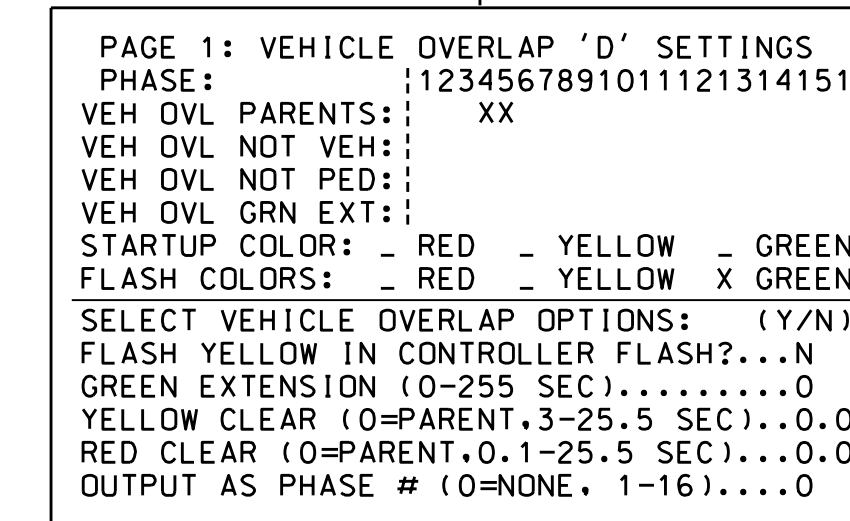 PAGE 1: VEHICLE OVERLAP 'D' SETTINGS
PHASE: ¦1234567891011121314151
VEH OVL PARENTS:¦ XX
VEH OVL NOT VEH:¦
VEH OVL NOT PED:¦
VEH OVL GRN EXT:¦
STARTUP COLOR: _ RED _ YELLOW _ GREEN
FLASH COLORS: _ RED _ YELLOW X GREEN
SELECT VEHICLE OVERLAP OPTIONS: (Y/N)
FLASH YELLOW IN CONTROLLER FLASH?...N
GREEN EXTENSION (0-255 SEC).........0
YELLOW CLEAR (0=PARENT,3-25.5 SEC)..0.0
RED CLEAR (0=PARENT,0.1-25.5 SEC)...0.0
OUTPUT AS PHASE # (0=NONE, 1-16)....0